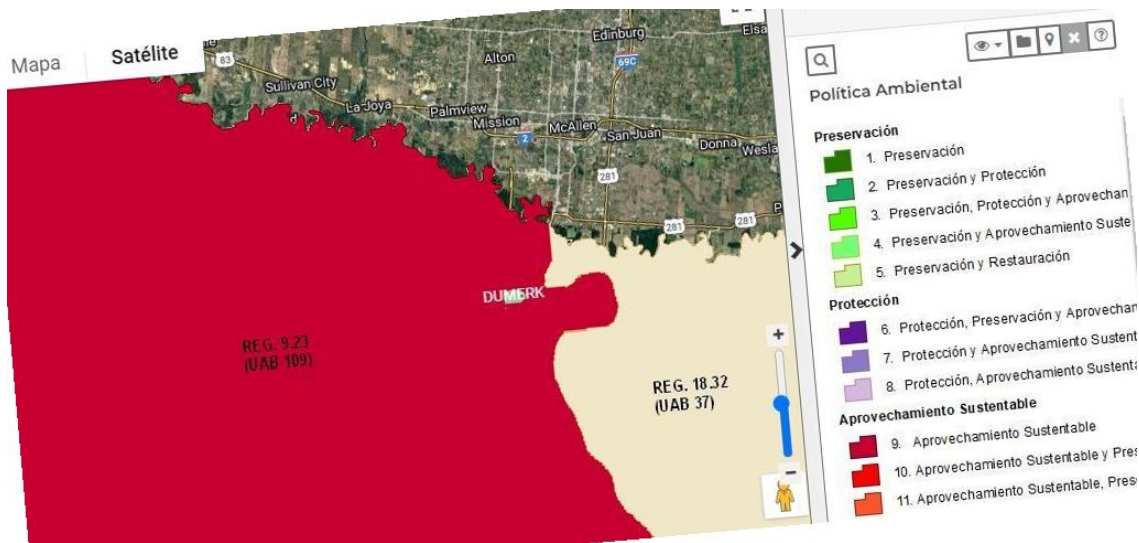 Mapa
Satélite
83
Sullivan City
La Joya
Palmview
Mission
Alton
Edinburg
69C
2
McAllen
San Juan
Donna
281
281
281
DUMERK
REG. 9.23
(UAB 109)
REG. 18.32
(UAB 37)
+
−
Política Ambiental
Preservación
1. Preservación
2. Preservación y Protección
3. Preservación, Protección y Aprovechan
4. Preservación y Aprovechamiento Suste
5. Preservación y Restauración
Protección
6. Protección, Preservación y Aprovechan
7. Protección y Aprovechamiento Sustent
8. Protección, Aprovechamiento Sustenta
Aprovechamiento Sustentable
9. Aprovechamiento Sustentable
10. Aprovechamiento Sustentable y Pres
11. Aprovechamiento Sustentable, Prese